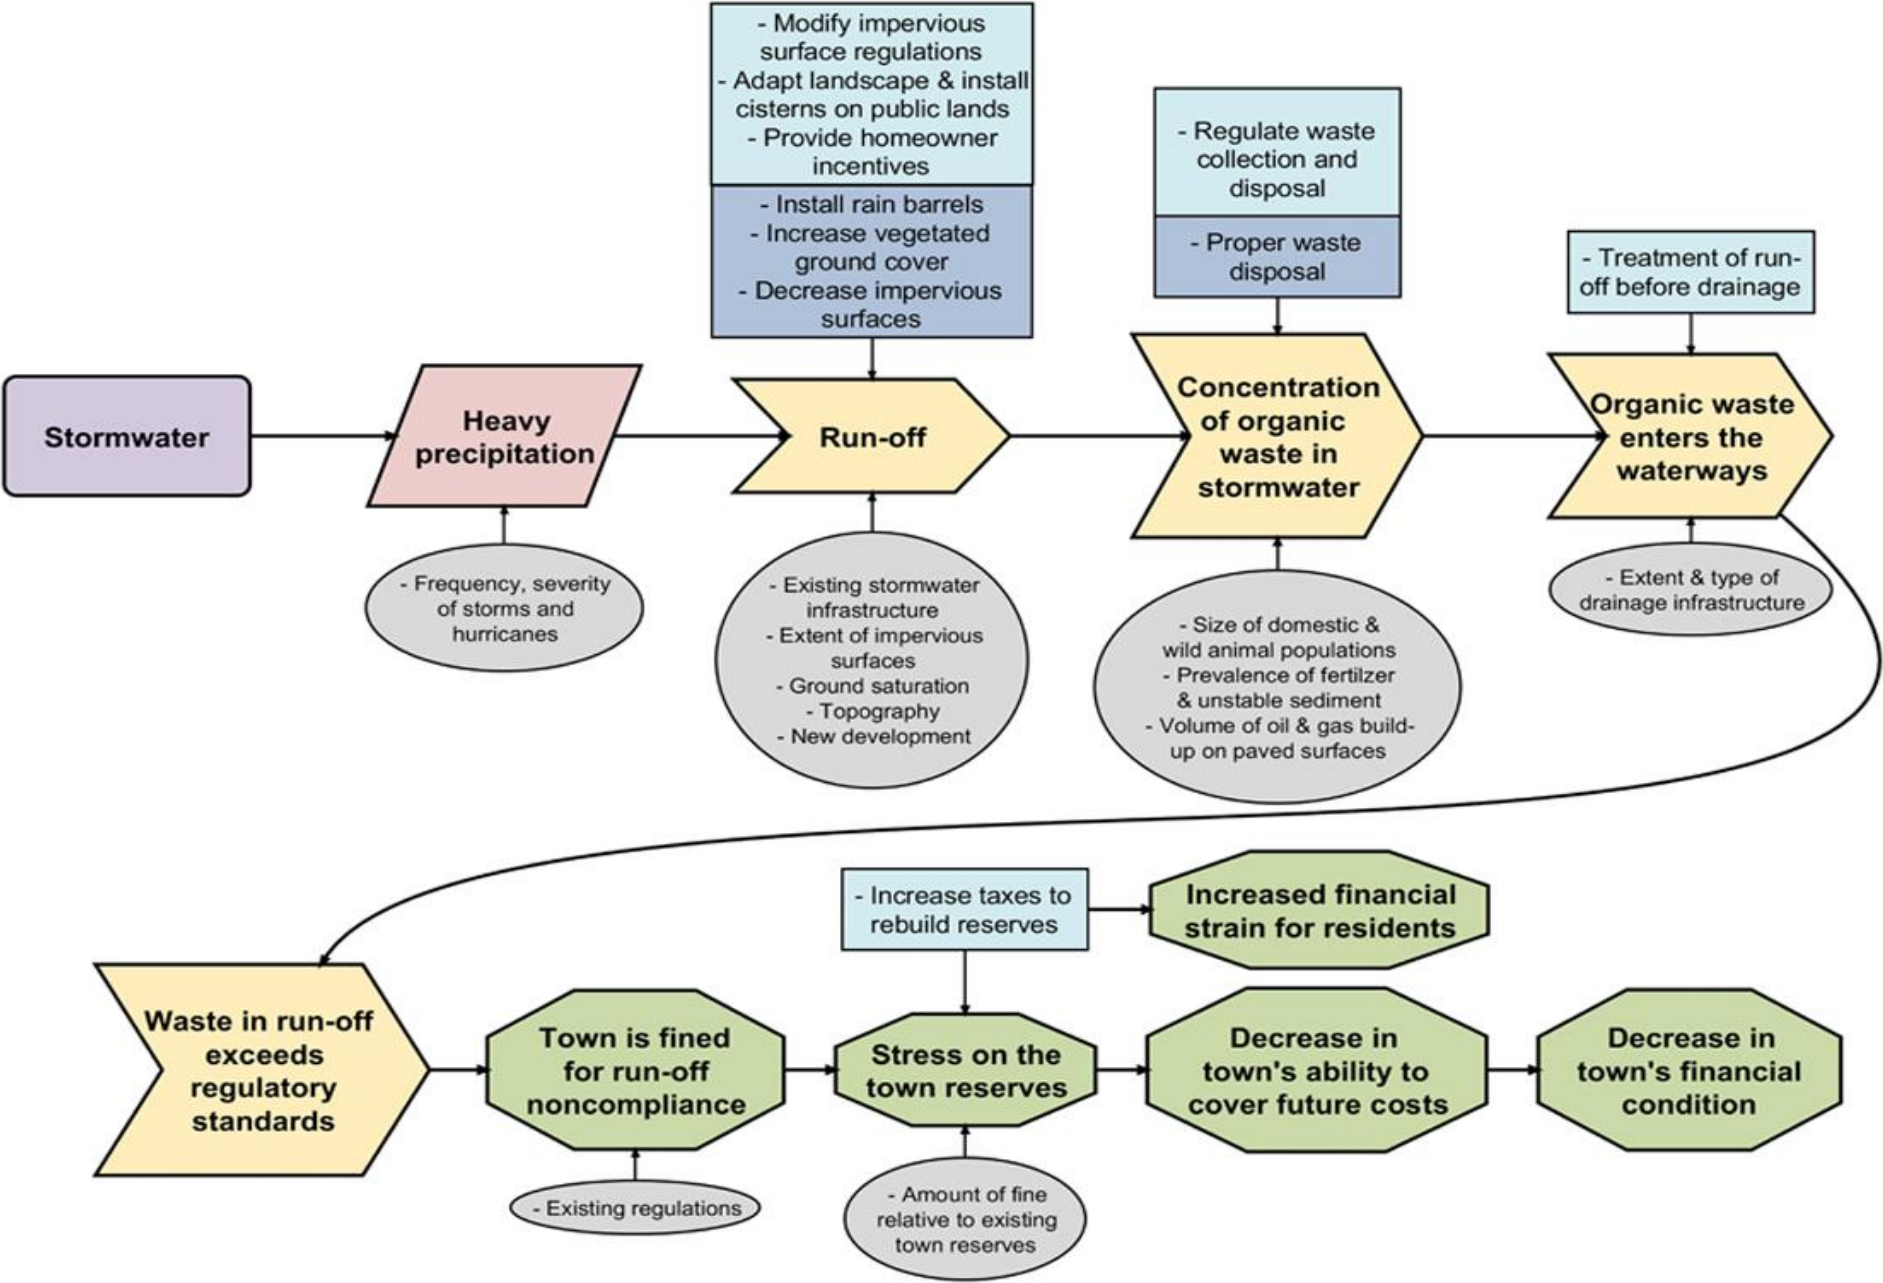 - Modify impervious
surface regulations
- Adapt landscape & install
cisterns on public lands
- Provide homeowner
incentives
- Install rain barrels
- Increase vegetated
ground cover
- Decrease impervious
surfaces
- Regulate waste
collection and
disposal
- Proper waste
disposal
- Treatment of run-
off before drainage
Stormwater
Heavy
precipitation
Run-off
Concentration
of organic
waste in
stormwater
Organic waste
enters the
waterways
- Frequency, severity
of storms and
hurricanes
- Existing stormwater
infrastructure
- Extent of impervious
surfaces
- Ground saturation
- Topography
- New development
- Size of domestic &
wild animal populations
- Prevalence of fertilzer
& unstable sediment
- Volume of oil & gas build-
up on paved surfaces
- Extent & type of
drainage infrastructure
- Increase taxes to
rebuild reserves
Increased financial
strain for residents
Waste in run-off
exceeds
regulatory
standards
Town is fined
for run-off
noncompliance
Stress on the
town reserves
Decrease in
town's ability to
cover future costs
Decrease in
town's financial
condition
- Existing regulations
- Amount of fine
relative to existing
town reserves